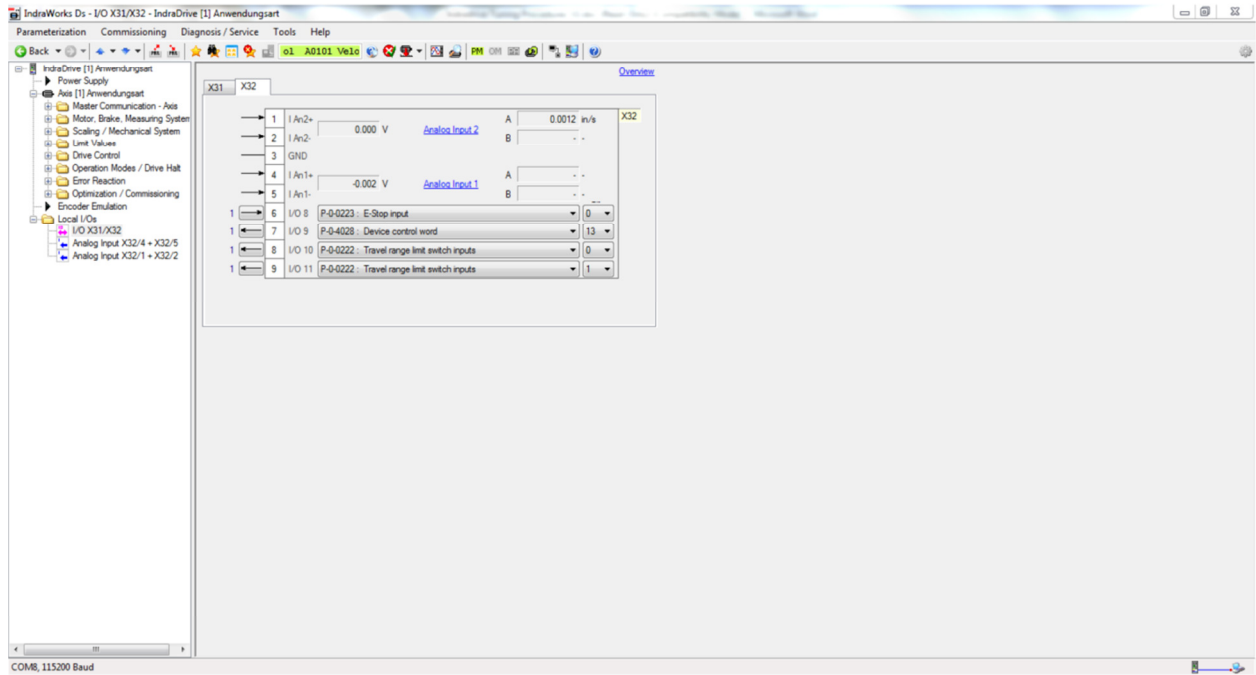 IndraWorks Ds - I/O X31/X32 - IndraDrive [1] Anwendungsart
Parameterization Commissioning Diagnosis / Service Tools Help
Back o1 A0101 Velo PM OM
IndraDrive [1] Anwendungsart
Power Supply
Axis [1] Anwendungsart
Master Communication - Axis
Motor, Brake, Measuring System
Scaling / Mechanical System
Limit Values
Drive Control
Operation Modes / Drive Halt
Error Reaction
Optimization / Commissioning
Encoder Emulation
Local I/Os
I/O X31/X32
Analog Input X32/4 + X32/5
Analog Input X32/1 + X32/2
Overview
X31 X32
1 I An2+ 0.000 V Analog Input 2 A 0.0012 in/s X32
2 I An2- B - -
3 GND
4 I An1+ -0.002 V Analog Input 1 A - -
5 I An1- B - -
1 6 I/O 8 P-0-0223 : E-Stop input 0
1 7 I/O 9 P-0-4028 : Device control word 13
1 8 I/O 10 P-0-0222 : Travel range limit switch inputs 0
1 9 I/O 11 P-0-0222 : Travel range limit switch inputs 1
COM8, 115200 Baud